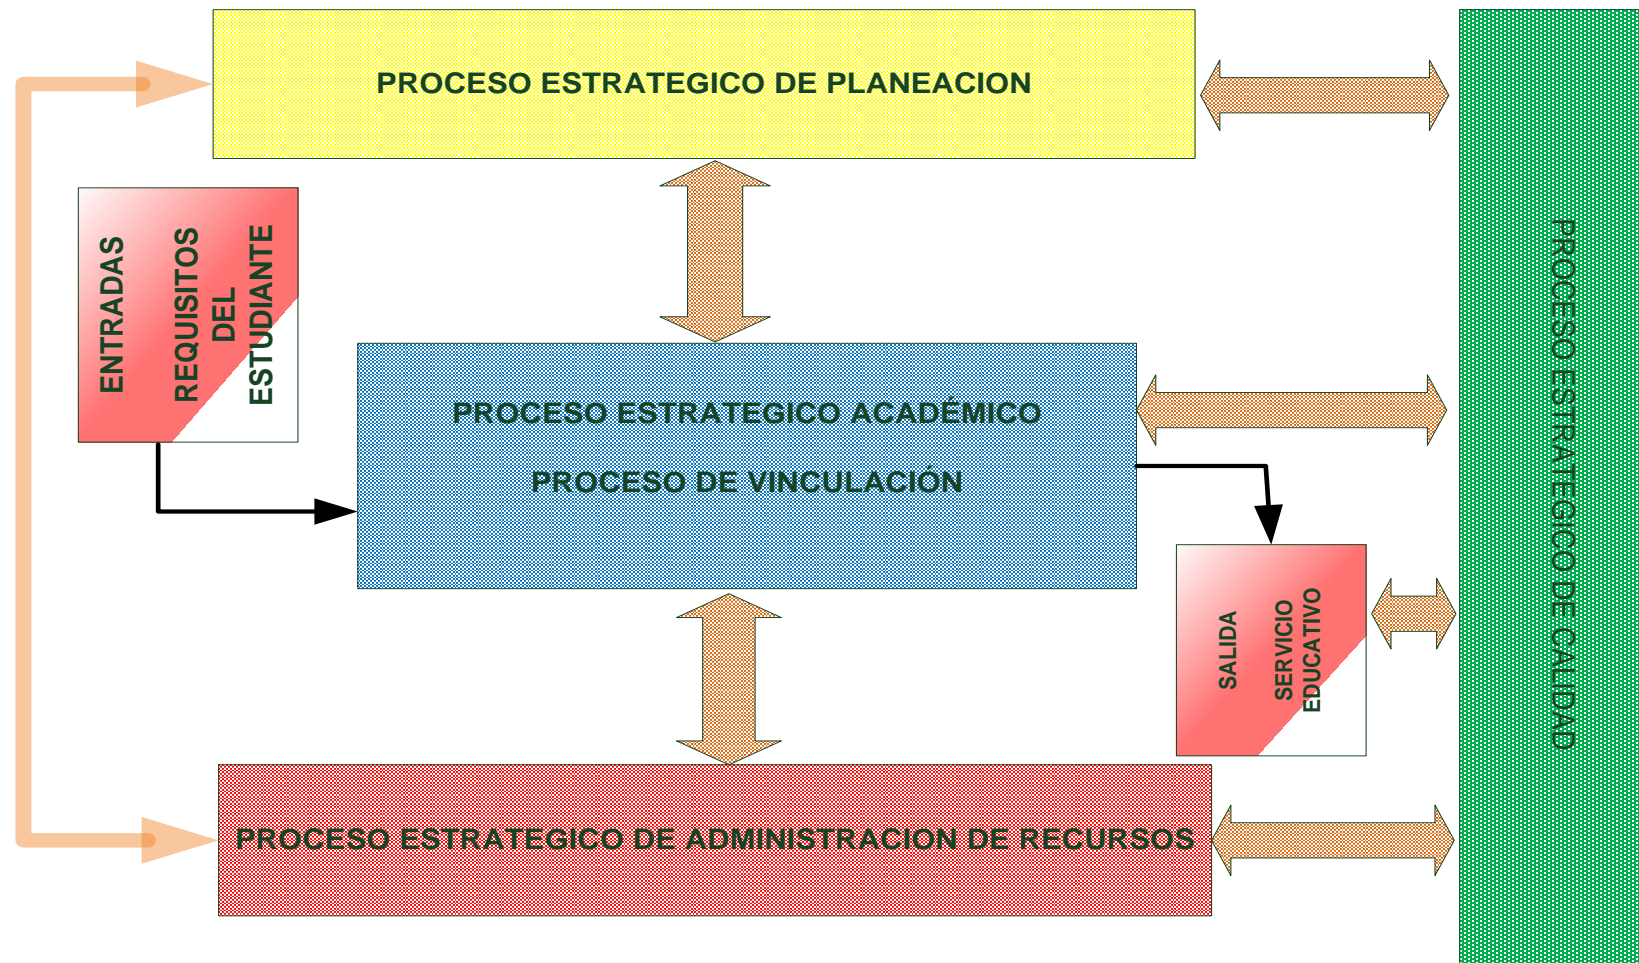 PROCESO ESTRATEGICO DE PLANEACION
ENTRADAS
REQUISITOS
DEL
ESTUDIANTE
PROCESO ESTRATEGICO ACADÉMICO
PROCESO DE VINCULACIÓN
SALIDA
SERVICIO
EDUCATIVO
PROCESO ESTRATEGICO DE ADMINISTRACION DE RECURSOS
PROCESO ESTRATEGICO DE CALIDAD